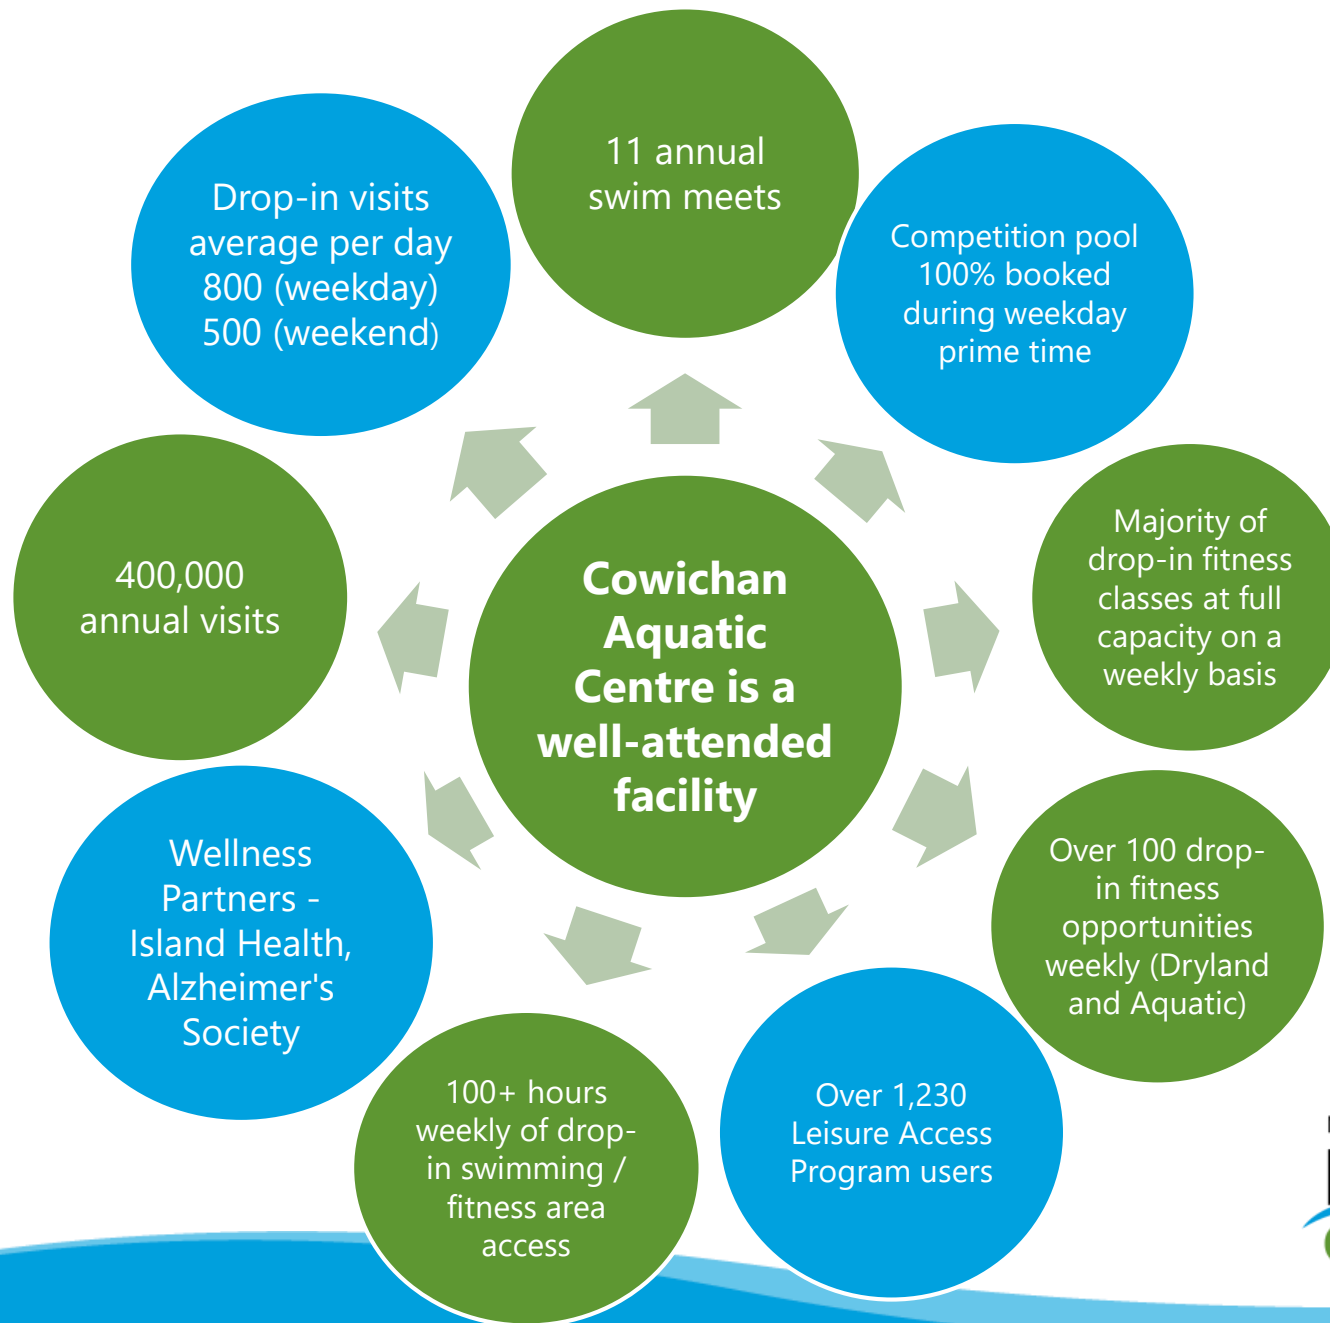 11 annual
swim meets
Drop-in visits
average per day
800 (weekday)
500 (weekend)
Competition pool
100% booked
during weekday
prime time
Majority of
drop-in fitness
classes at full
capacity on a
weekly basis
400,000
annual visits
Cowichan
Aquatic
Centre is a
well-attended
facility
Over 100 drop-
in fitness
opportunities
weekly (Dryland
and Aquatic)
Wellness
Partners -
Island Health,
Alzheimer's
Society
Over 1,230
Leisure Access
Program users
100+ hours
weekly of drop-
in swimming /
fitness area
access